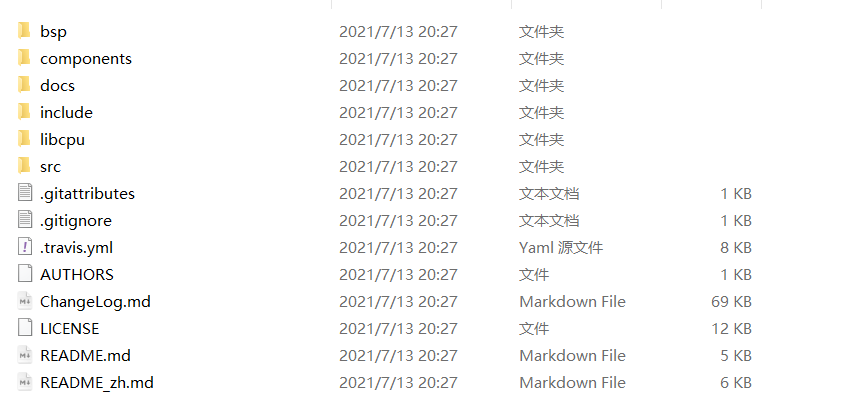 bsp 2021/7/13 20:27 文件夹
components 2021/7/13 20:27 文件夹
docs 2021/7/13 20:27 文件夹
include 2021/7/13 20:27 文件夹
libcpu 2021/7/13 20:27 文件夹
src 2021/7/13 20:27 文件夹
.gitattributes 2021/7/13 20:27 文本文档 1 KB
.gitignore 2021/7/13 20:27 文本文档 1 KB
.travis.yml 2021/7/13 20:27 Yaml 源文件 8 KB
AUTHORS 2021/7/13 20:27 文件 1 KB
ChangeLog.md 2021/7/13 20:27 Markdown File 69 KB
LICENSE 2021/7/13 20:27 文件 12 KB
README.md 2021/7/13 20:27 Markdown File 5 KB
README_zh.md 2021/7/13 20:27 Markdown File 6 KB